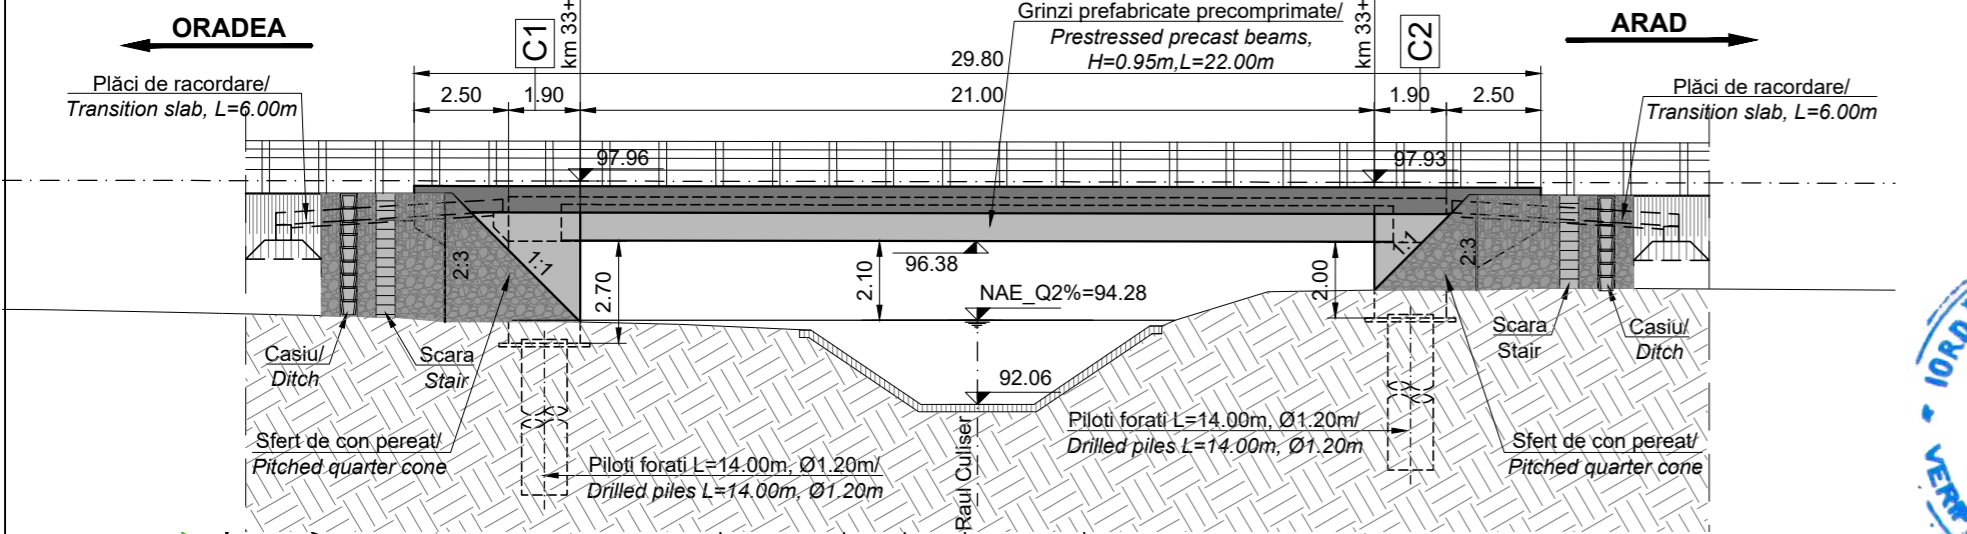 ORADEA
C1
km 33+
Grinzi prefabricate precomprimate/
Prestressed precast beams,
H=0.95m,L=22.00m
km 33+
C2
ARAD
29.80
Plăci de racordare/
Transition slab, L=6.00m
2.50
1.90
21.00
1.90
2.50
Plăci de racordare/
Transition slab, L=6.00m
97.96
97.93
2:3
1:1
2.70
2.10
96.38
NAE_Q2%=94.28
2.00
1:1
2:3
Casiu/
Ditch
Scara
Stair
92.06
Scara
Stair
Casiu/
Ditch
Sfert de con pereat/
Pitched quarter cone
Piloti forati L=14.00m, Ø1.20m/
Drilled piles L=14.00m, Ø1.20m
Raul Culiser
Piloti forati L=14.00m, Ø1.20m/
Drilled piles L=14.00m, Ø1.20m
Sfert de con pereat/
Pitched quarter cone